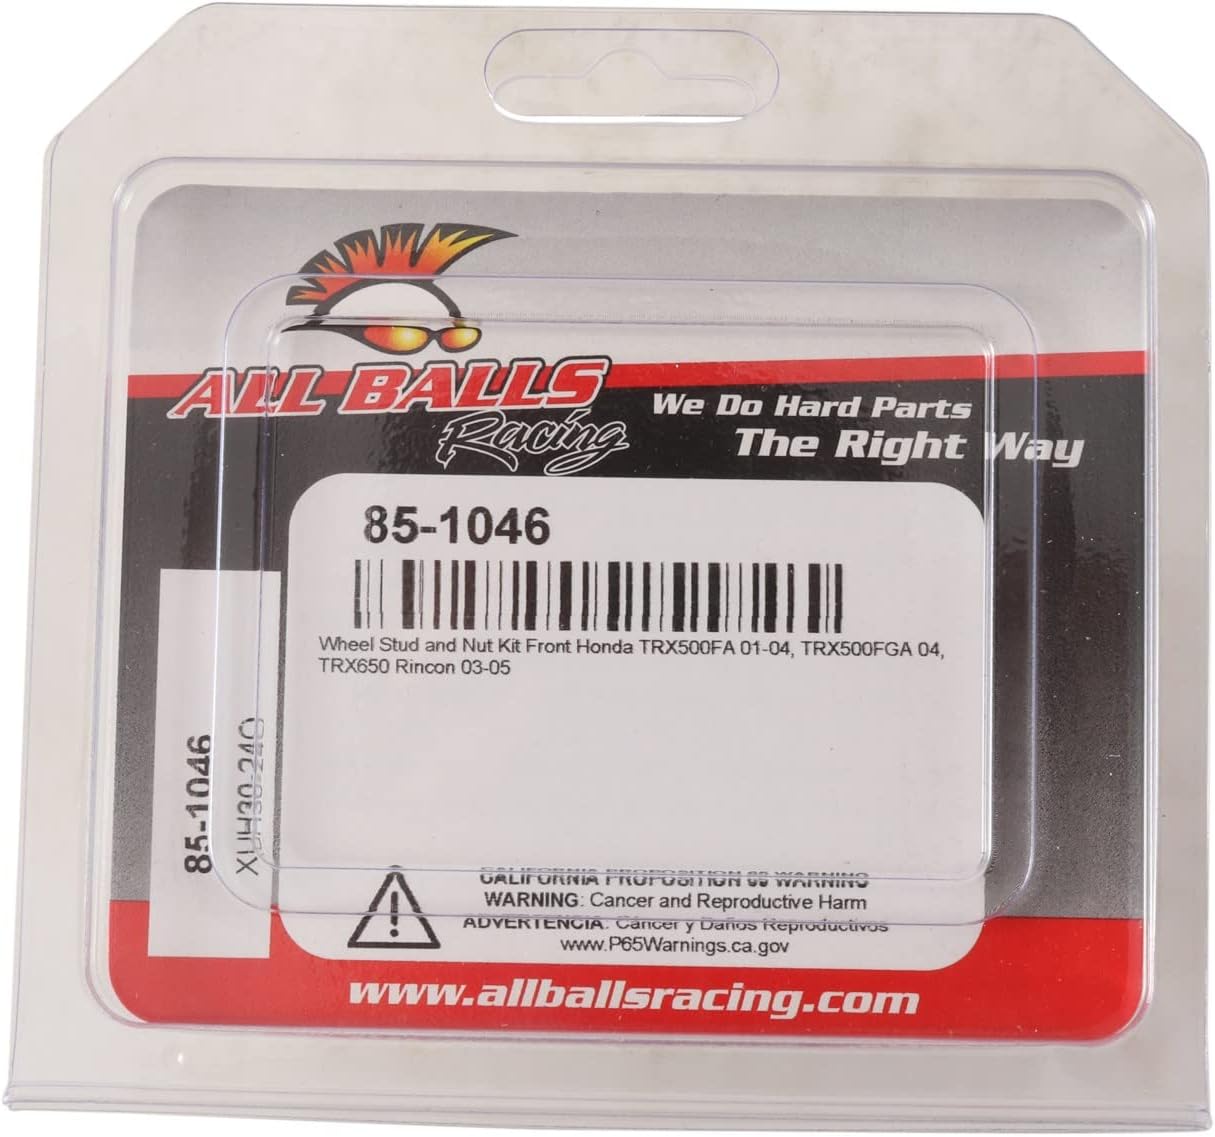 ALL BALLS
Racing
We Do Hard Parts
The Right Way
85-1046
Wheel Stud and Nut Kit Front Honda TRX500FA 01-04, TRX500FGA 04,
TRX650 Rincon 03-05
85-1046
CALIFORNIA PROPOSITION 65 WARNING
WARNING: Cancer and Reproductive Harm
ADVERTENCIA: Cáncer y Daños Reproductivos
www.P65Warnings.ca.gov
www.allballsracing.com